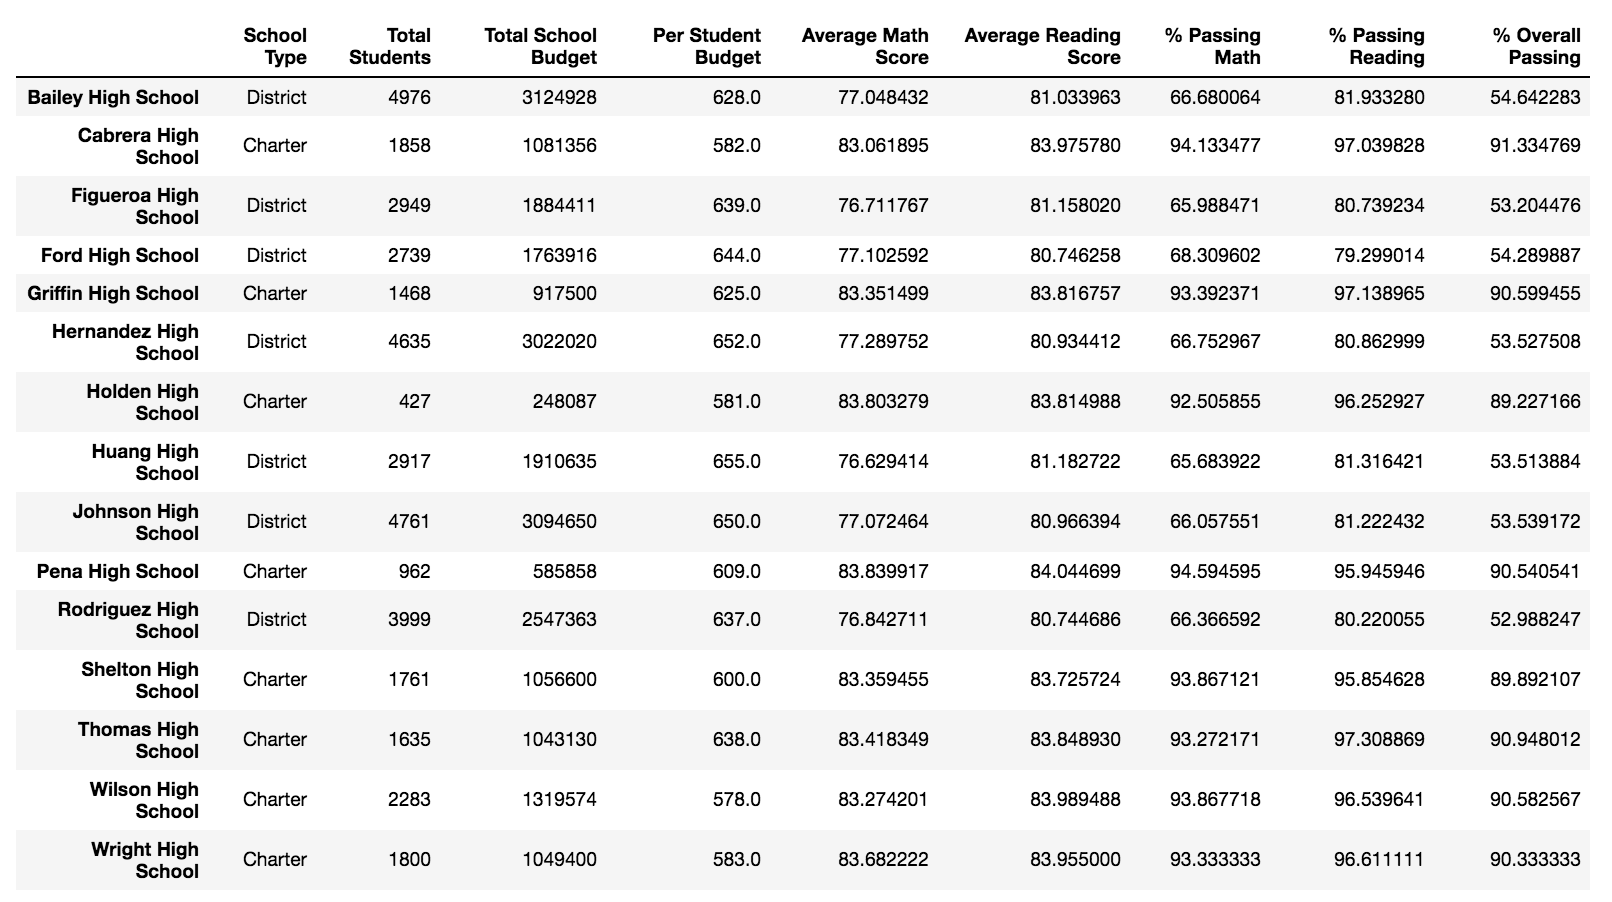 School Type Total Students Total School Budget Per Student Budget Average Math Score Average Reading Score % Passing Math % Passing Reading % Overall Passing
Bailey High School District 4976 3124928 628.0 77.048432 81.033963 66.680064 81.933280 54.642283
Cabrera High School Charter 1858 1081356 582.0 83.061895 83.975780 94.133477 97.039828 91.334769
Figueroa High School District 2949 1884411 639.0 76.711767 81.158020 65.988471 80.739234 53.204476
Ford High School District 2739 1763916 644.0 77.102592 80.746258 68.309602 79.299014 54.289887
Griffin High School Charter 1468 917500 625.0 83.351499 83.816757 93.392371 97.138965 90.599455
Hernandez High School District 4635 3022020 652.0 77.289752 80.934412 66.752967 80.862999 53.527508
Holden High School Charter 427 248087 581.0 83.803279 83.814988 92.505855 96.252927 89.227166
Huang High School District 2917 1910635 655.0 76.629414 81.182722 65.683922 81.316421 53.513884
Johnson High School District 4761 3094650 650.0 77.072464 80.966394 66.057551 81.222432 53.539172
Pena High School Charter 962 585858 609.0 83.839917 84.044699 94.594595 95.945946 90.540541
Rodriguez High School District 3999 2547363 637.0 76.842711 80.744686 66.366592 80.220055 52.988247
Shelton High School Charter 1761 1056600 600.0 83.359455 83.725724 93.867121 95.854628 89.892107
Thomas High School Charter 1635 1043130 638.0 83.418349 83.848930 93.272171 97.308869 90.948012
Wilson High School Charter 2283 1319574 578.0 83.274201 83.989488 93.867718 96.539641 90.582567
Wright High School Charter 1800 1049400 583.0 83.682222 83.955000 93.333333 96.611111 90.333333